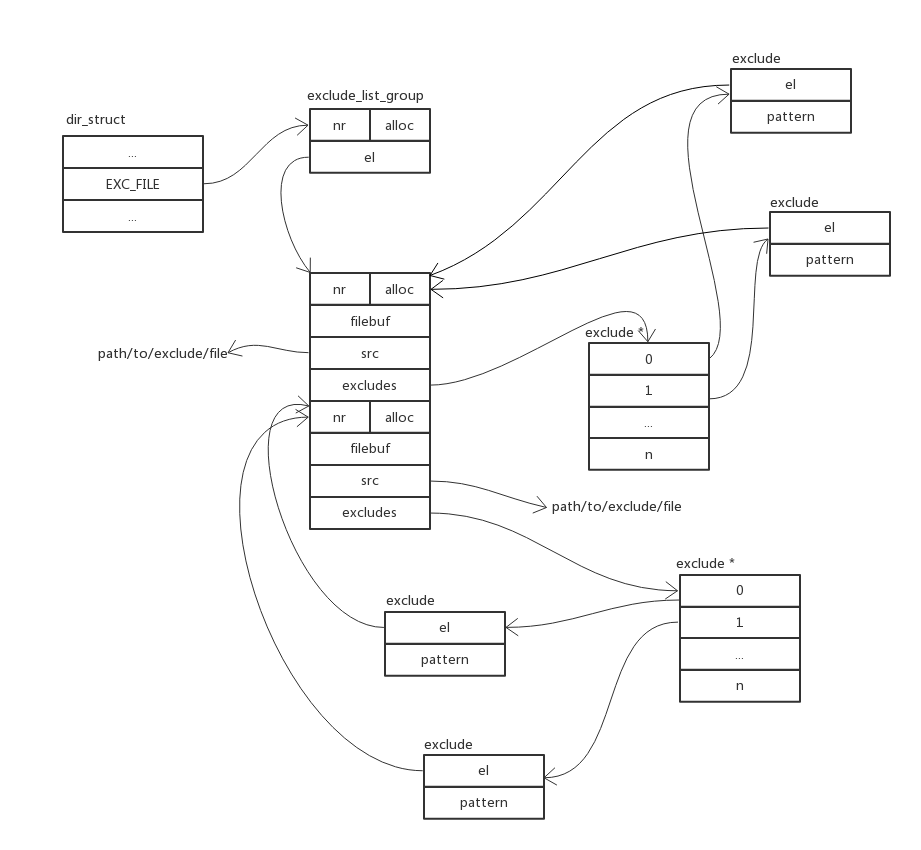 exclude
el
pattern
exclude_list_group
nr alloc
el
dir_struct
...
EXC_FILE
...
exclude
el
pattern
nr alloc
filebuf
src
excludes
path/to/exclude/file
exclude *
0
1
...
n
nr alloc
filebuf
src
excludes
path/to/exclude/file
exclude *
0
1
...
n
exclude
el
pattern
exclude
el
pattern